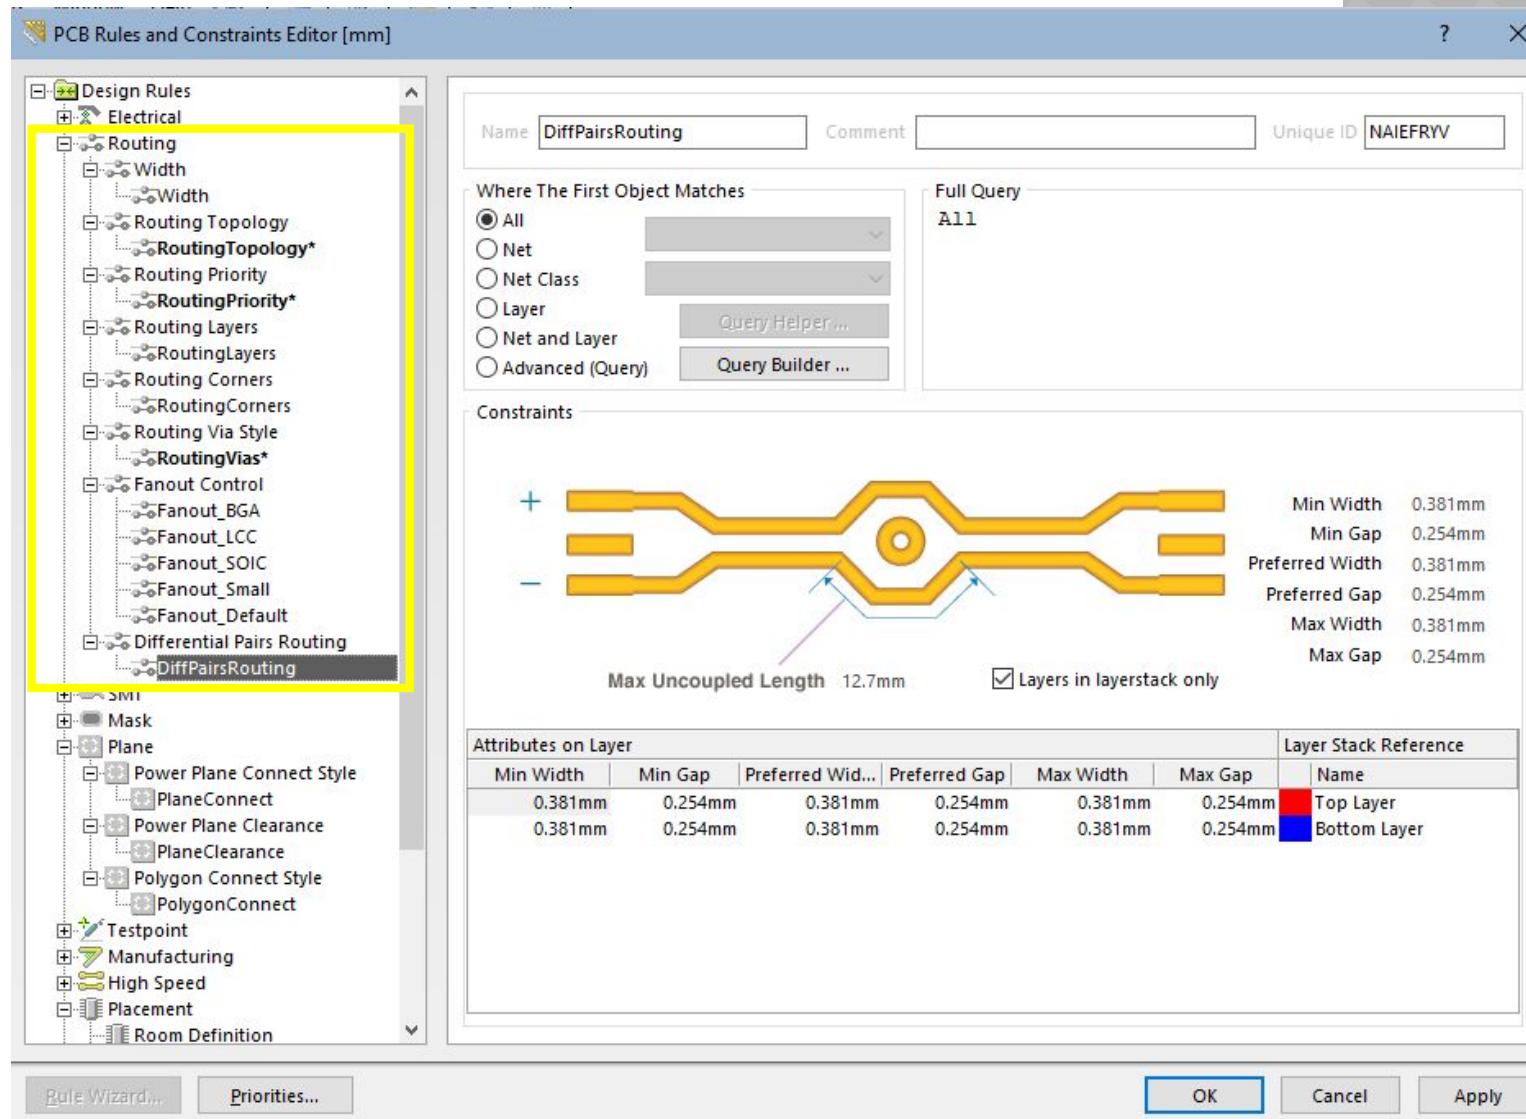 PCB Rules and Constraints Editor [mm]
?
Design Rules
Electrical
Routing
Width
Width
Routing Topology
RoutingTopology*
Routing Priority
RoutingPriority*
Routing Layers
RoutingLayers
Routing Corners
RoutingCorners
Routing Via Style
RoutingVias*
Fanout Control
Fanout_BGA
Fanout_LCC
Fanout_SOIC
Fanout_Small
Fanout_Default
Differential Pairs Routing
DiffPairsRouting
SMT
Mask
Plane
Power Plane Connect Style
PlaneConnect
Power Plane Clearance
PlaneClearance
Polygon Connect Style
PolygonConnect
Testpoint
Manufacturing
High Speed
Placement
Room Definition
Name DiffPairsRouting Comment Unique ID NAIEFRYV
Where The First Object Matches
All
Net
Net Class
Layer
Net and Layer
Advanced (Query)
Query Helper ...
Query Builder ...
Full Query
All
Constraints
+
−
Max Uncoupled Length 12.7mm
Min Width 0.381mm
Min Gap 0.254mm
Preferred Width 0.381mm
Preferred Gap 0.254mm
Max Width 0.381mm
Max Gap 0.254mm
Layers in layerstack only
Attributes on Layer Layer Stack Reference
Min Width Min Gap Preferred Wid... Preferred Gap Max Width Max Gap Name
0.381mm 0.254mm 0.381mm 0.254mm 0.381mm 0.254mm Top Layer
0.381mm 0.254mm 0.381mm 0.254mm 0.381mm 0.254mm Bottom Layer
Rule Wizard... Priorities... OK Cancel Apply